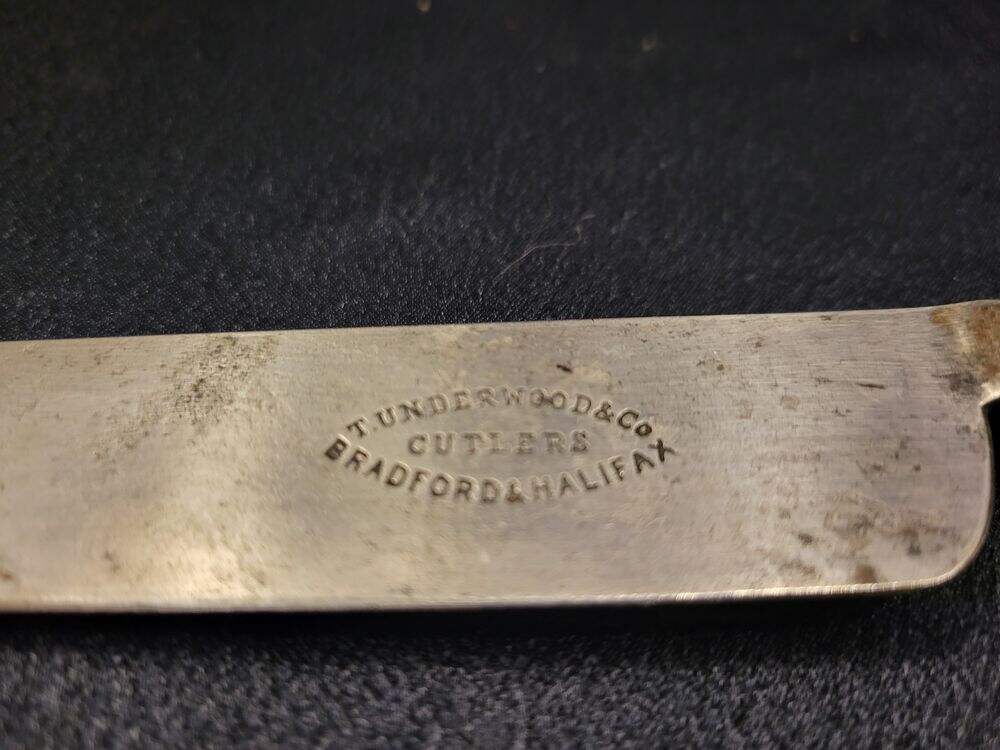 T UNDERWOOD & Co
CUTLERS
BRADFORD & HALIFAX